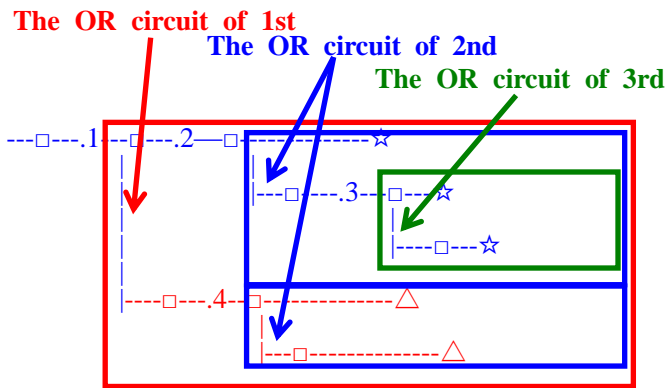 The OR circuit of 1st
The OR circuit of 2nd
The OR circuit of 3rd
---□---.1--□---.2—□----------------☆
|---□----.3---□----☆
|----□---☆
|----□---.4--□---------------△
|---□---------------△